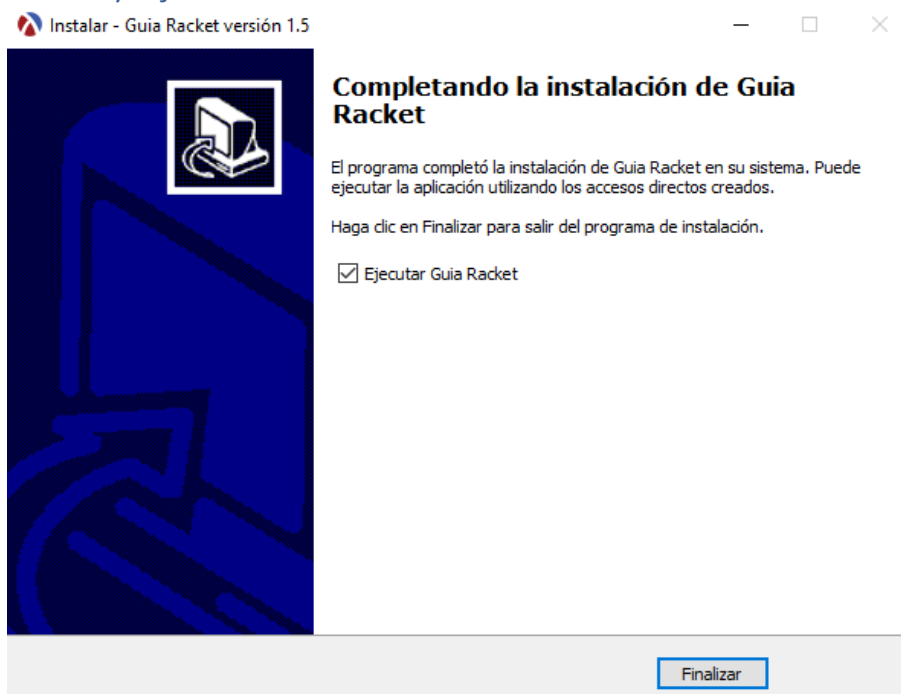 Instalar - Guia Racket versión 1.5
Completando la instalación de Guia
Racket
El programa completó la instalación de Guia Racket en su sistema. Puede
ejecutar la aplicación utilizando los accesos directos creados.
Haga clic en Finalizar para salir del programa de instalación.
Ejecutar Guia Racket
Finalizar